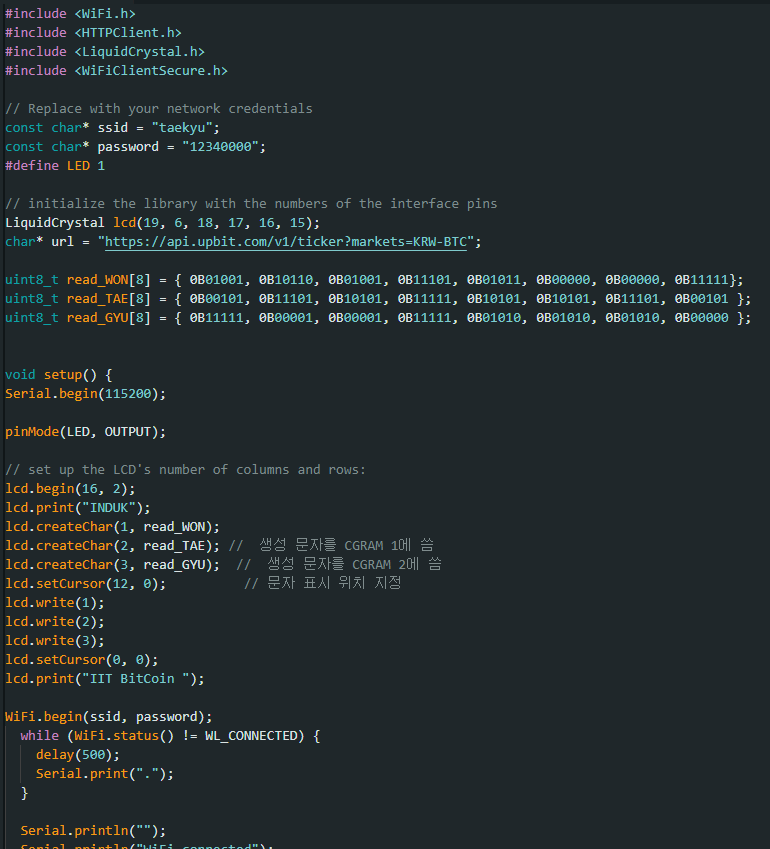 #include <WiFi.h>
#include <HTTPClient.h>
#include <LiquidCrystal.h>
#include <WiFiClientSecure.h>
// Replace with your network credentials
const char* ssid = "taekyu";
const char* password = "12340000";
#define LED 1
// initialize the library with the numbers of the interface pins
LiquidCrystal lcd(19, 6, 18, 17, 16, 15);
char* url = "https://api.upbit.com/v1/ticker?markets=KRW-BTC";
uint8_t read_WON[8] = { 0B01001, 0B10110, 0B01001, 0B11101, 0B01011, 0B00000, 0B00000, 0B11111};
uint8_t read_TAE[8] = { 0B00101, 0B11101, 0B10101, 0B11111, 0B10101, 0B10101, 0B11101, 0B00101 };
uint8_t read_GYU[8] = { 0B11111, 0B00001, 0B00001, 0B11111, 0B01010, 0B01010, 0B01010, 0B00000 };
void setup() {
Serial.begin(115200);
pinMode(LED, OUTPUT);
// set up the LCD's number of columns and rows:
lcd.begin(16, 2);
lcd.print("INDUK");
lcd.createChar(1, read_WON);
lcd.createChar(2, read_TAE); //  생성 문자를 CGRAM 1에 씀
lcd.createChar(3, read_GYU);  //  생성 문자를 CGRAM 2에 씀
lcd.setCursor(12, 0);          // 문자 표시 위치 지정
lcd.write(1);
lcd.write(2);
lcd.write(3);
lcd.setCursor(0, 0);
lcd.print("IIT BitCoin ");
WiFi.begin(ssid, password);
while (WiFi.status() != WL_CONNECTED) {
delay(500);
Serial.print(".");
}
Serial.println("");
Serial.println("WiFi connected");